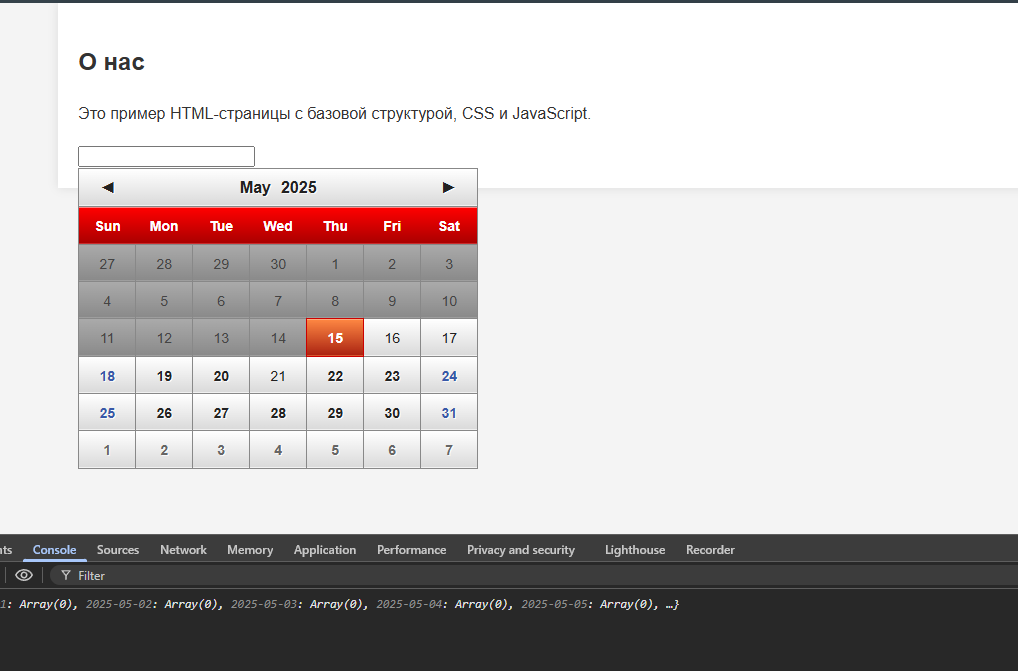 О нас
Это пример HTML-страницы с базовой структурой, CSS и JavaScript.
◄ May 2025 ►
Sun Mon Tue Wed Thu Fri Sat
27 28 29 30 1 2 3
4 5 6 7 8 9 10
11 12 13 14 15 16 17
18 19 20 21 22 23 24
25 26 27 28 29 30 31
1 2 3 4 5 6 7
nts Console Sources Network Memory Application Performance Privacy and security Lighthouse Recorder
Filter
1: Array(0), 2025-05-02: Array(0), 2025-05-03: Array(0), 2025-05-04: Array(0), 2025-05-05: Array(0), …}